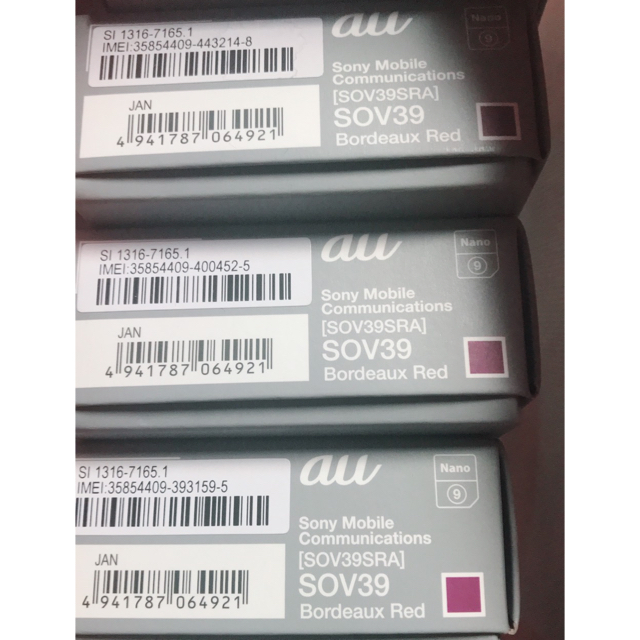 SI 1316-7165.1
IMEI:35854409-443214-8
JAN
4 941787 064921
au
Sony Mobile
Communications
[SOV39SRA]
SOV39
Bordeaux Red
Nano
9
SI 1316-7165.1
IMEI:35854409-400452-5
JAN
4 941787 064921
au
Sony Mobile
Communications
[SOV39SRA]
SOV39
Bordeaux Red
Nano
9
SI 1316-7165.1
IMEI:35854409-393159-5
JAN
4 941787 064921
au
Sony Mobile
Communications
[SOV39SRA]
SOV39
Bordeaux Red
Nano
9